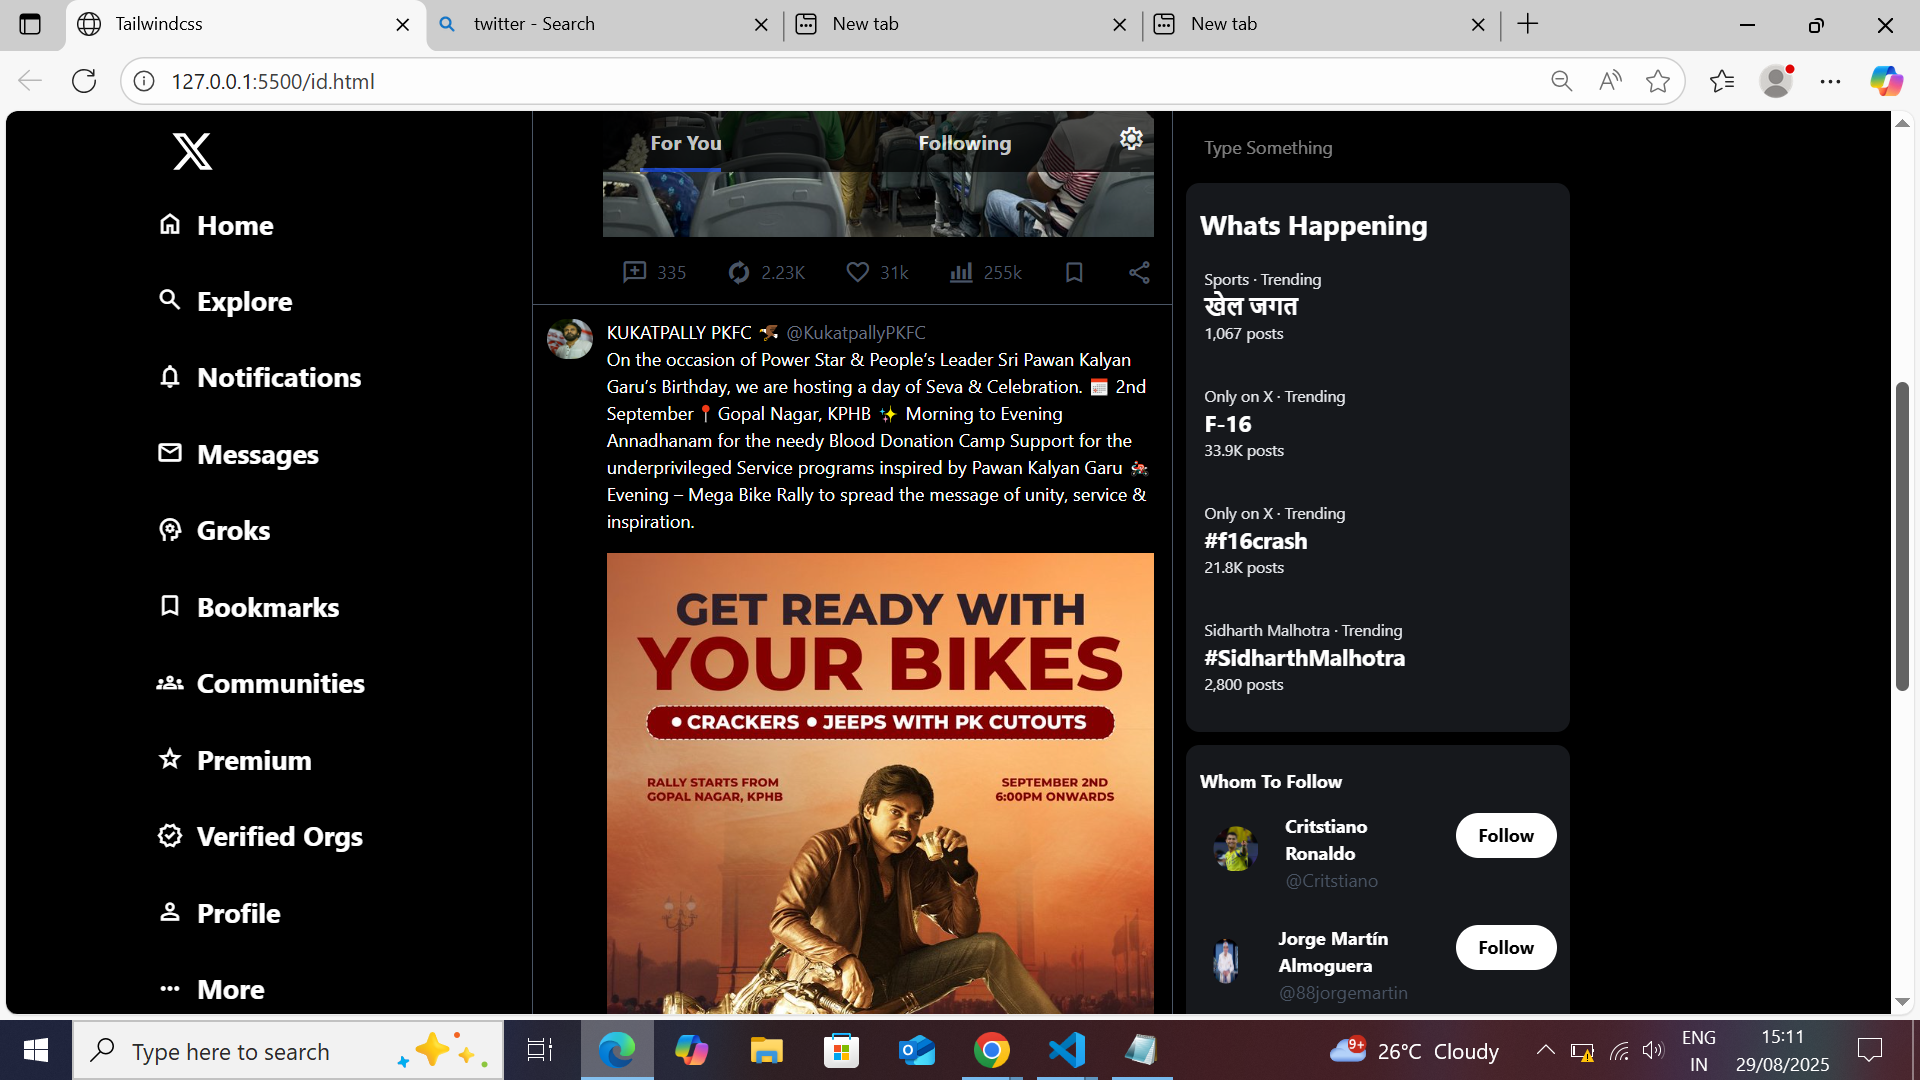 Tailwindcss
twitter - Search
New tab
New tab
127.0.0.1:5500/id.html
Home
Explore
Notifications
Messages
Groks
Bookmarks
Communities
Premium
Verified Orgs
Profile
More
For You
Following
335
2.23K
31k
255k
KUKATPALLY PKFC 🦅 @KukatpallyPKFC
On the occasion of Power Star & People’s Leader Sri Pawan Kalyan
Garu’s Birthday, we are hosting a day of Seva & Celebration. 🗓️ 2nd
September📍Gopal Nagar, KPHB ✨ Morning to Evening
Annadhanam for the needy Blood Donation Camp Support for the
underprivileged Service programs inspired by Pawan Kalyan Garu 🏍️
Evening – Mega Bike Rally to spread the message of unity, service &
inspiration.
GET READY WITH
YOUR BIKES
• CRACKERS • JEEPS WITH PK CUTOUTS
RALLY STARTS FROM
GOPAL NAGAR, KPHB
SEPTEMBER 2ND
6:00PM ONWARDS
Type Something
Whats Happening
Sports · Trending
खेल जगत
1,067 posts
Only on X · Trending
F-16
33.9K posts
Only on X · Trending
#f16crash
21.8K posts
Sidharth Malhotra · Trending
#SidharthMalhotra
2,800 posts
Whom To Follow
Critstiano
Ronaldo
@Critstiano
Follow
Jorge Martín
Almoguera
@88jorgemartin
Follow
Type here to search
9+
26°C Cloudy
ENG
IN
15:11
29/08/2025